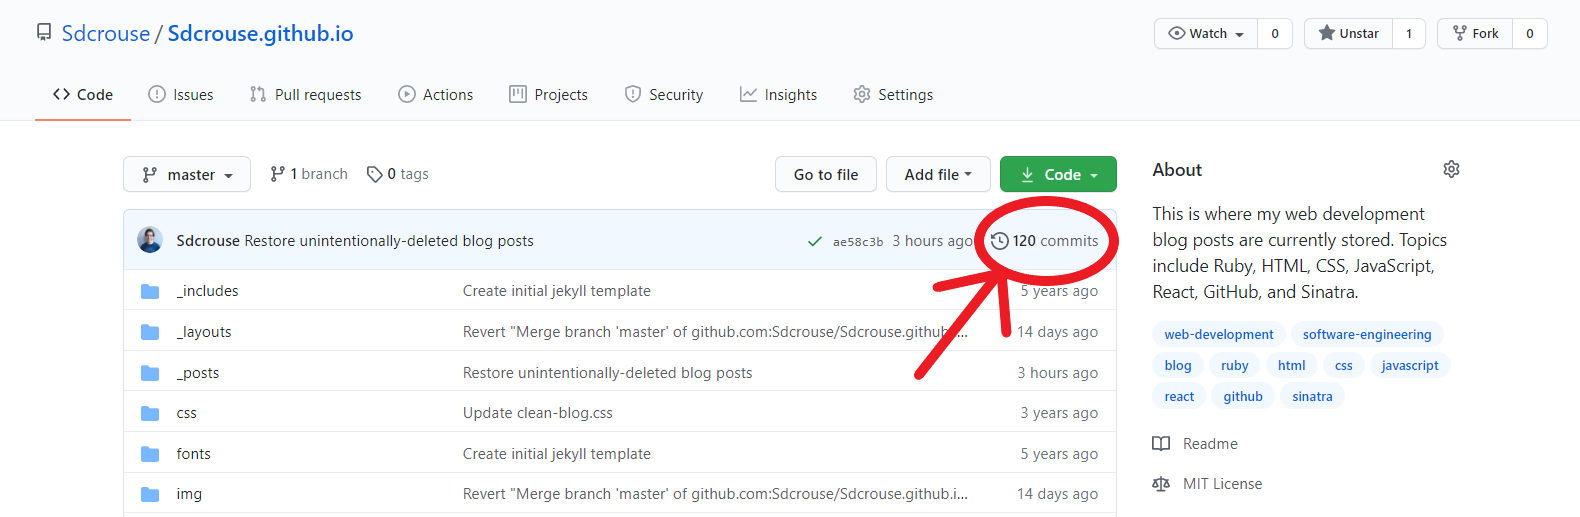 Sdcrouse / Sdcrouse.github.io
Watch 0 Unstar 1 Fork 0
Code Issues Pull requests Actions Projects Security Insights Settings
master 1 branch 0 tags Go to file Add file Code
Sdcrouse Restore unintentionally-deleted blog posts ae58c3b 3 hours ago 120 commits
_includes Create initial jekyll template 5 years ago
_layouts Revert "Merge branch 'master' of github.com:Sdcrouse/Sdcrouse.github.i... 14 days ago
_posts Restore unintentionally-deleted blog posts 3 hours ago
css Update clean-blog.css 3 years ago
fonts Create initial jekyll template 5 years ago
img Revert "Merge branch 'master' of github.com:Sdcrouse/Sdcrouse.github.i... 14 days ago
About
This is where my web development
blog posts are currently stored. Topics
include Ruby, HTML, CSS, JavaScript,
React, GitHub, and Sinatra.
web-development software-engineering
blog ruby html css javascript
react github sinatra
Readme
MIT License